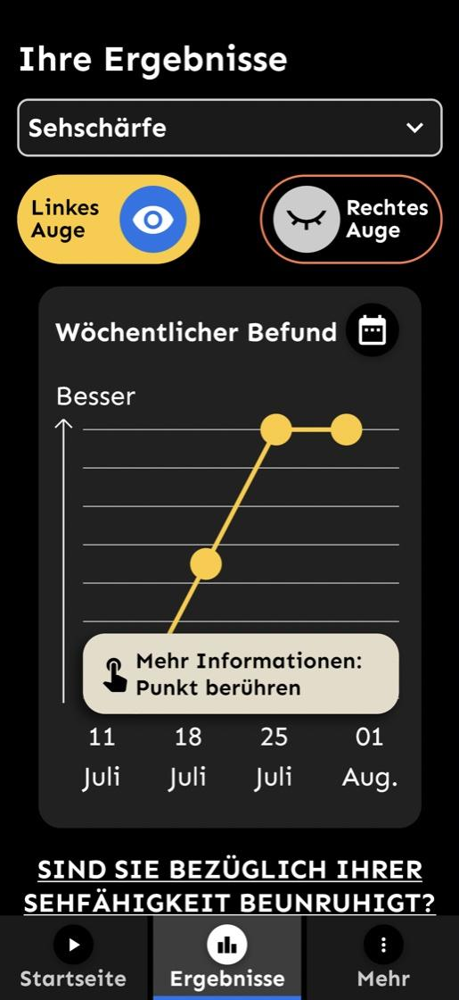 Ihre Ergebnisse
Sehschärfe
Linkes
Auge
Rechtes
Auge
Wöchentlicher Befund
Besser
Mehr Informationen:
Punkt berühren
11 18 25 01
Juli Juli Juli Aug.
SIND SIE BEZÜGLICH IHRER
SEHFÄHIGKEIT BEUNRUHIGT?
Startseite Ergebnisse Mehr